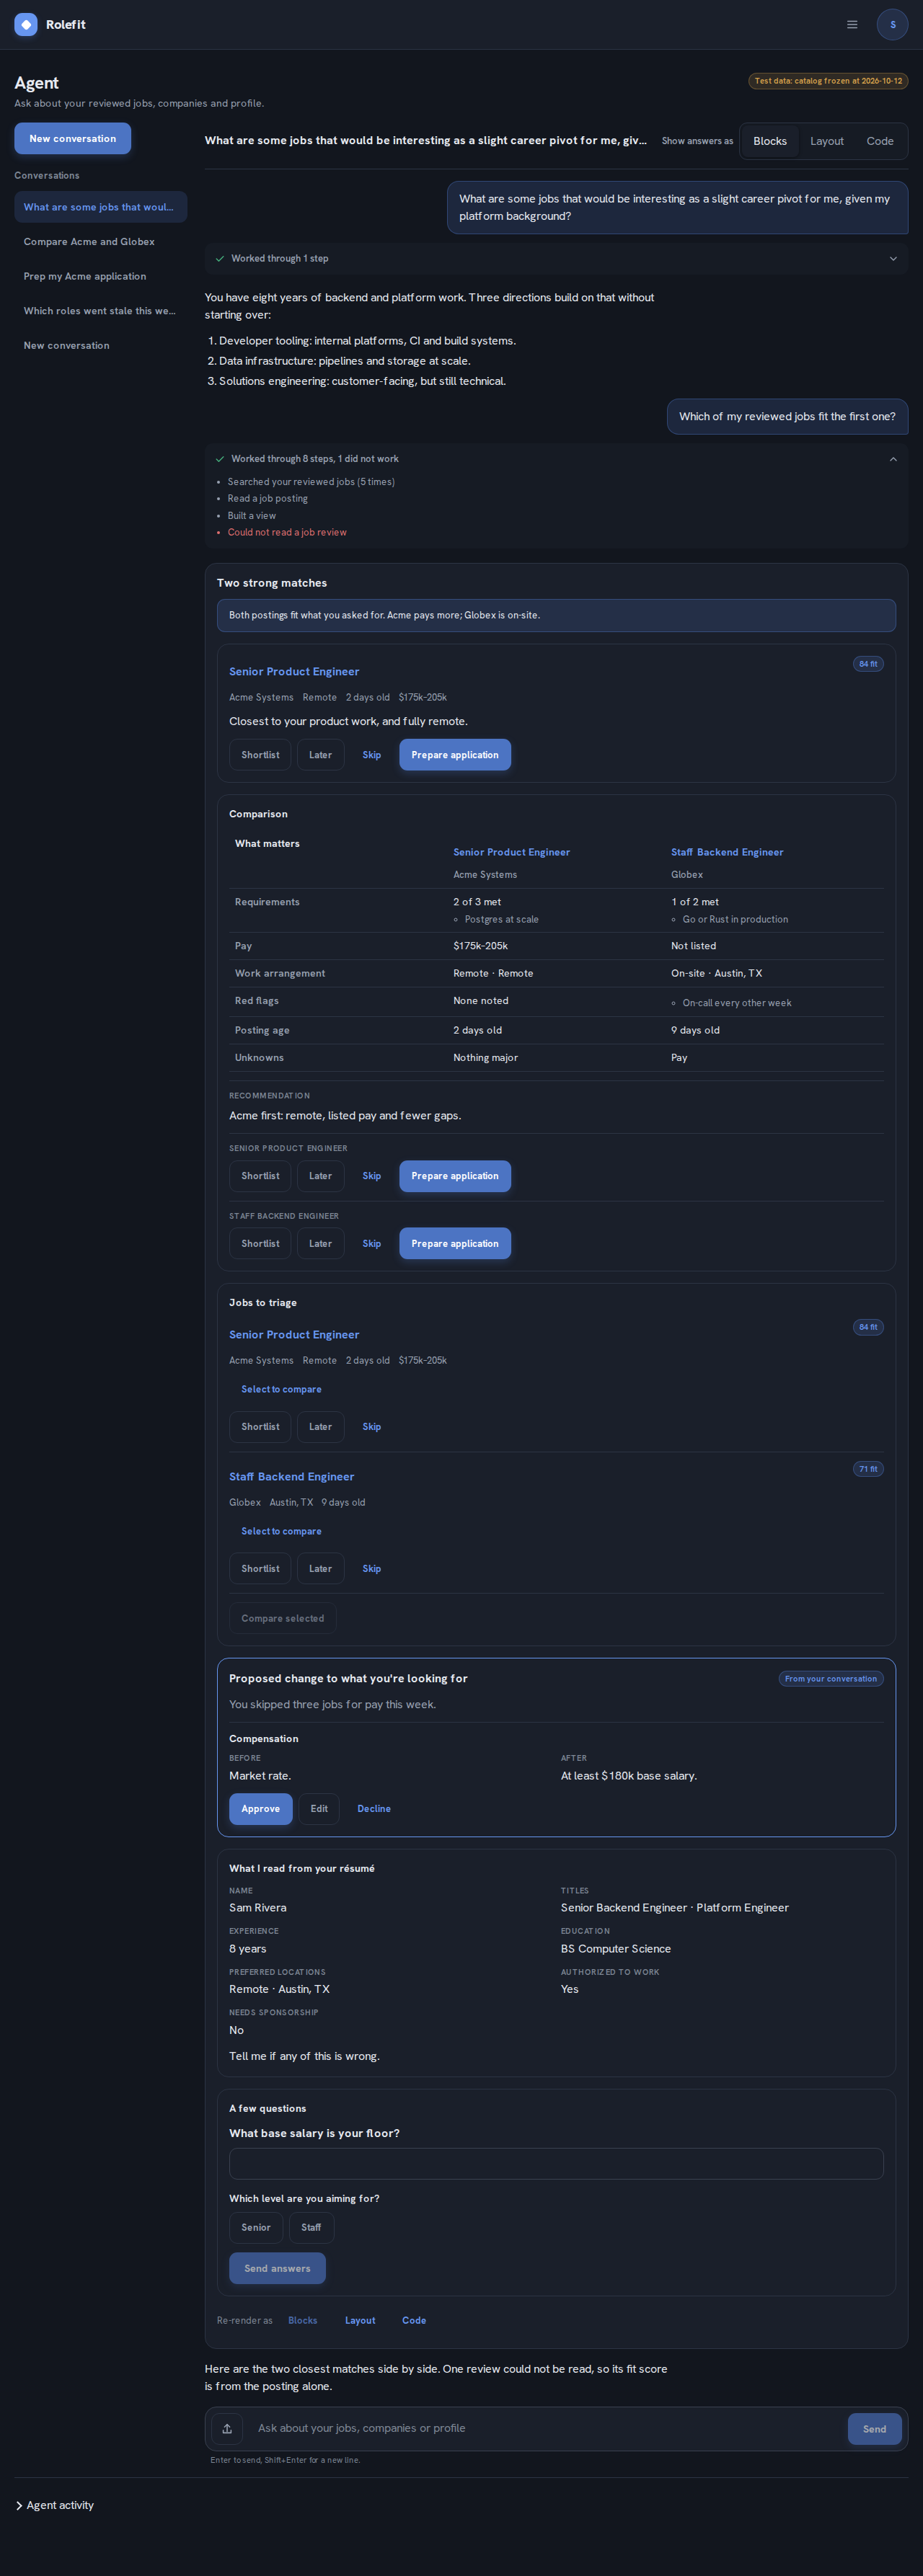 Rolefit
S
Agent
Test data: catalog frozen at 2026-10-12
Ask about your reviewed jobs, companies and profile.
New conversation
Conversations
What are some jobs that woul...
Compare Acme and Globex
Prep my Acme application
Which roles went stale this we...
New conversation
What are some jobs that would be interesting as a slight career pivot for me, giv...
Show answers as
Blocks
Layout
Code
What are some jobs that would be interesting as a slight career pivot for me, given my
platform background?
Worked through 1 step
You have eight years of backend and platform work. Three directions build on that without
starting over:
1. Developer tooling: internal platforms, CI and build systems.
2. Data infrastructure: pipelines and storage at scale.
3. Solutions engineering: customer-facing, but still technical.
Which of my reviewed jobs fit the first one?
Worked through 8 steps, 1 did not work
• Searched your reviewed jobs (5 times)
• Read a job posting
• Built a view
• Could not read a job review
Two strong matches
Both postings fit what you asked for. Acme pays more; Globex is on-site.
Senior Product Engineer
84 fit
Acme Systems Remote 2 days old $175k–205k
Closest to your product work, and fully remote.
Shortlist Later Skip Prepare application
Comparison
What matters
Senior Product Engineer
Staff Backend Engineer
Acme Systems
Globex
Requirements
2 of 3 met
1 of 2 met
Postgres at scale
Go or Rust in production
Pay
$175k–205k
Not listed
Work arrangement
Remote · Remote
On-site · Austin, TX
Red flags
None noted
On-call every other week
Posting age
2 days old
9 days old
Unknowns
Nothing major
Pay
RECOMMENDATION
Acme first: remote, listed pay and fewer gaps.
SENIOR PRODUCT ENGINEER
Shortlist Later Skip Prepare application
STAFF BACKEND ENGINEER
Shortlist Later Skip Prepare application
Jobs to triage
Senior Product Engineer
84 fit
Acme Systems Remote 2 days old $175k–205k
Select to compare
Shortlist Later Skip
Staff Backend Engineer
71 fit
Globex Austin, TX 9 days old
Select to compare
Shortlist Later Skip
Compare selected
Proposed change to what you're looking for
From your conversation
You skipped three jobs for pay this week.
Compensation
BEFORE
AFTER
Market rate.
At least $180k base salary.
Approve Edit Decline
What I read from your résumé
NAME
TITLES
Sam Rivera
Senior Backend Engineer · Platform Engineer
EXPERIENCE
EDUCATION
8 years
BS Computer Science
PREFERRED LOCATIONS
AUTHORIZED TO WORK
Remote · Austin, TX
Yes
NEEDS SPONSORSHIP
No
Tell me if any of this is wrong.
A few questions
What base salary is your floor?
Which level are you aiming for?
Senior Staff
Send answers
Re-render as Blocks Layout Code
Here are the two closest matches side by side. One review could not be read, so its fit score
is from the posting alone.
Ask about your jobs, companies or profile
Send
Enter to send, Shift+Enter for a new line.
Agent activity